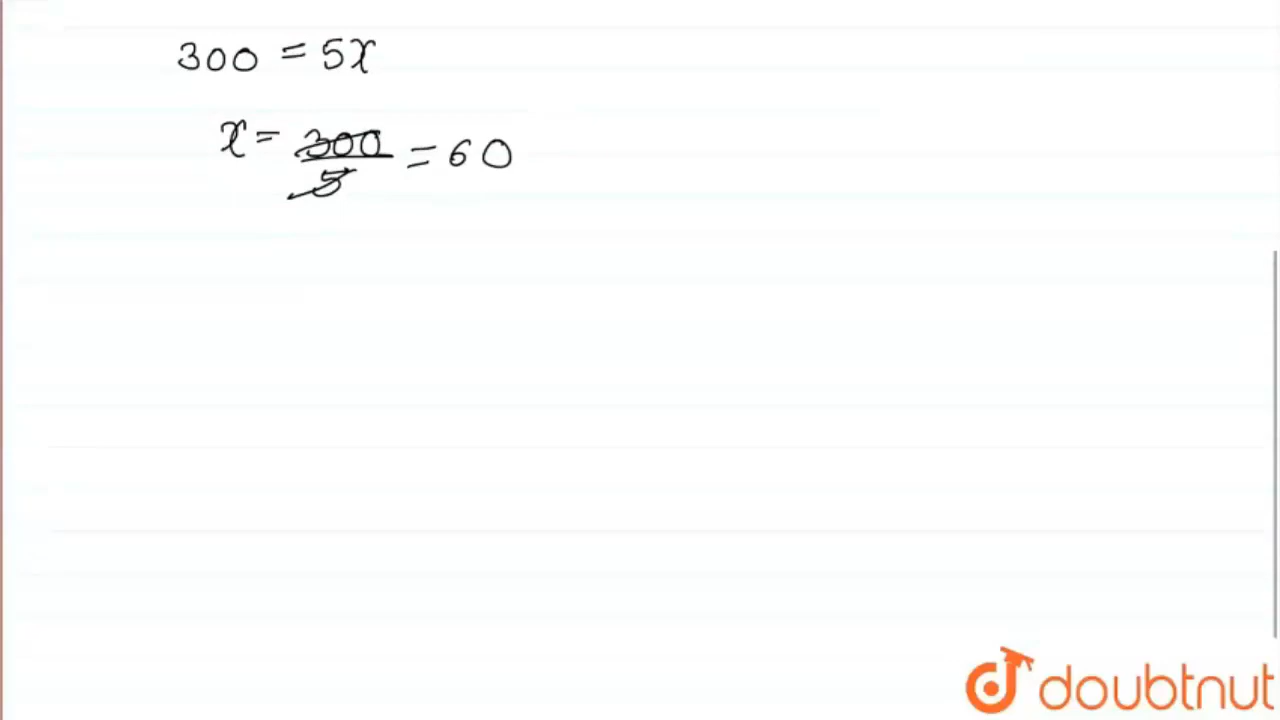 300 = 5x
x = 300/5 = 60
doubtnut